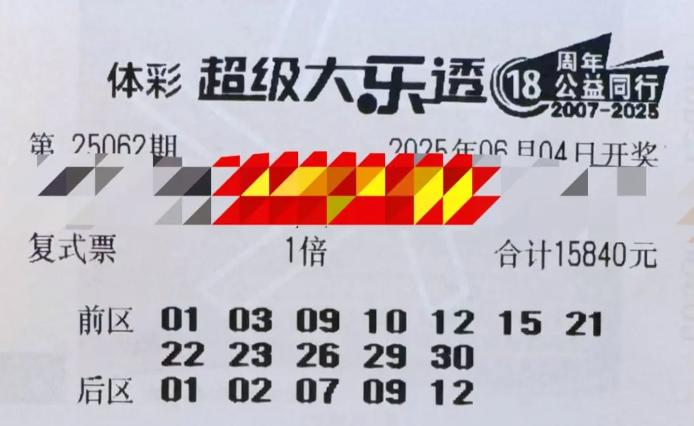 体彩 超级大乐透 18 周年
公益同行
2007-2025
第 25062期 2025年06月04日开奖
复式票 1倍 合计15840元
前区 01 03 09 10 12 15 21
22 23 26 29 30
后区 01 02 07 09 12